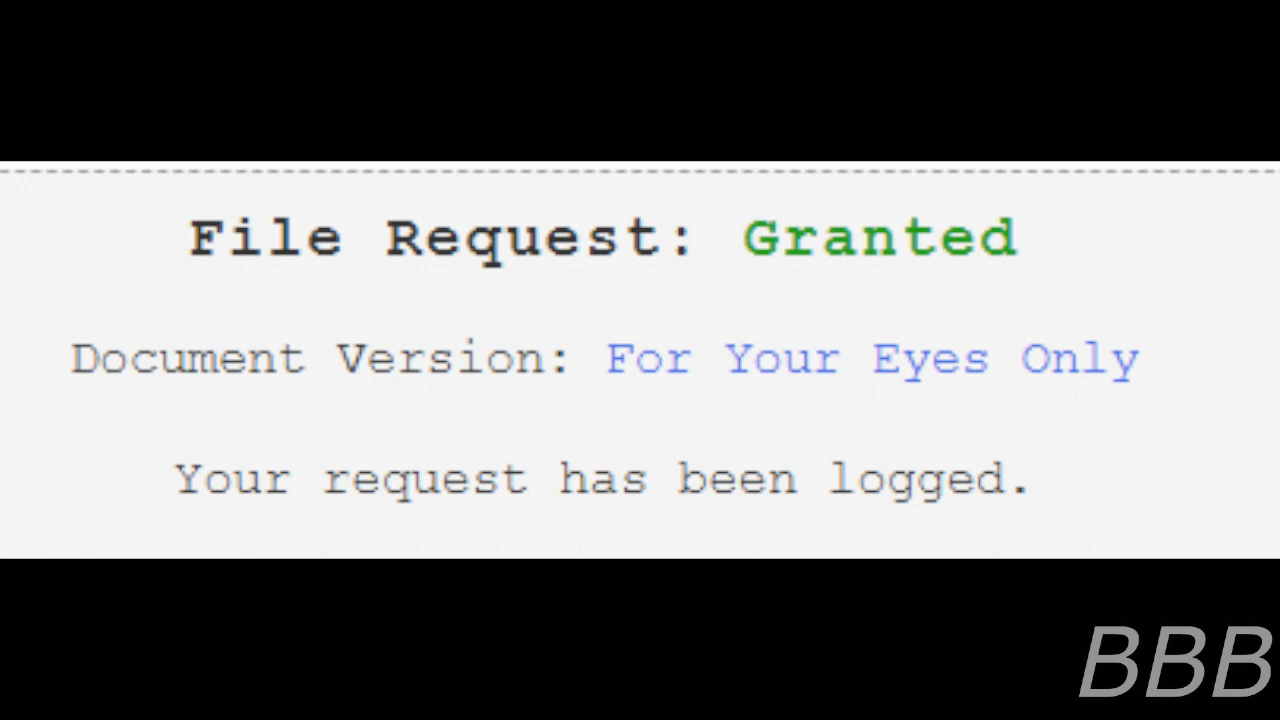 File Request: Granted
Document Version: For Your Eyes Only
Your request has been logged.
BBB